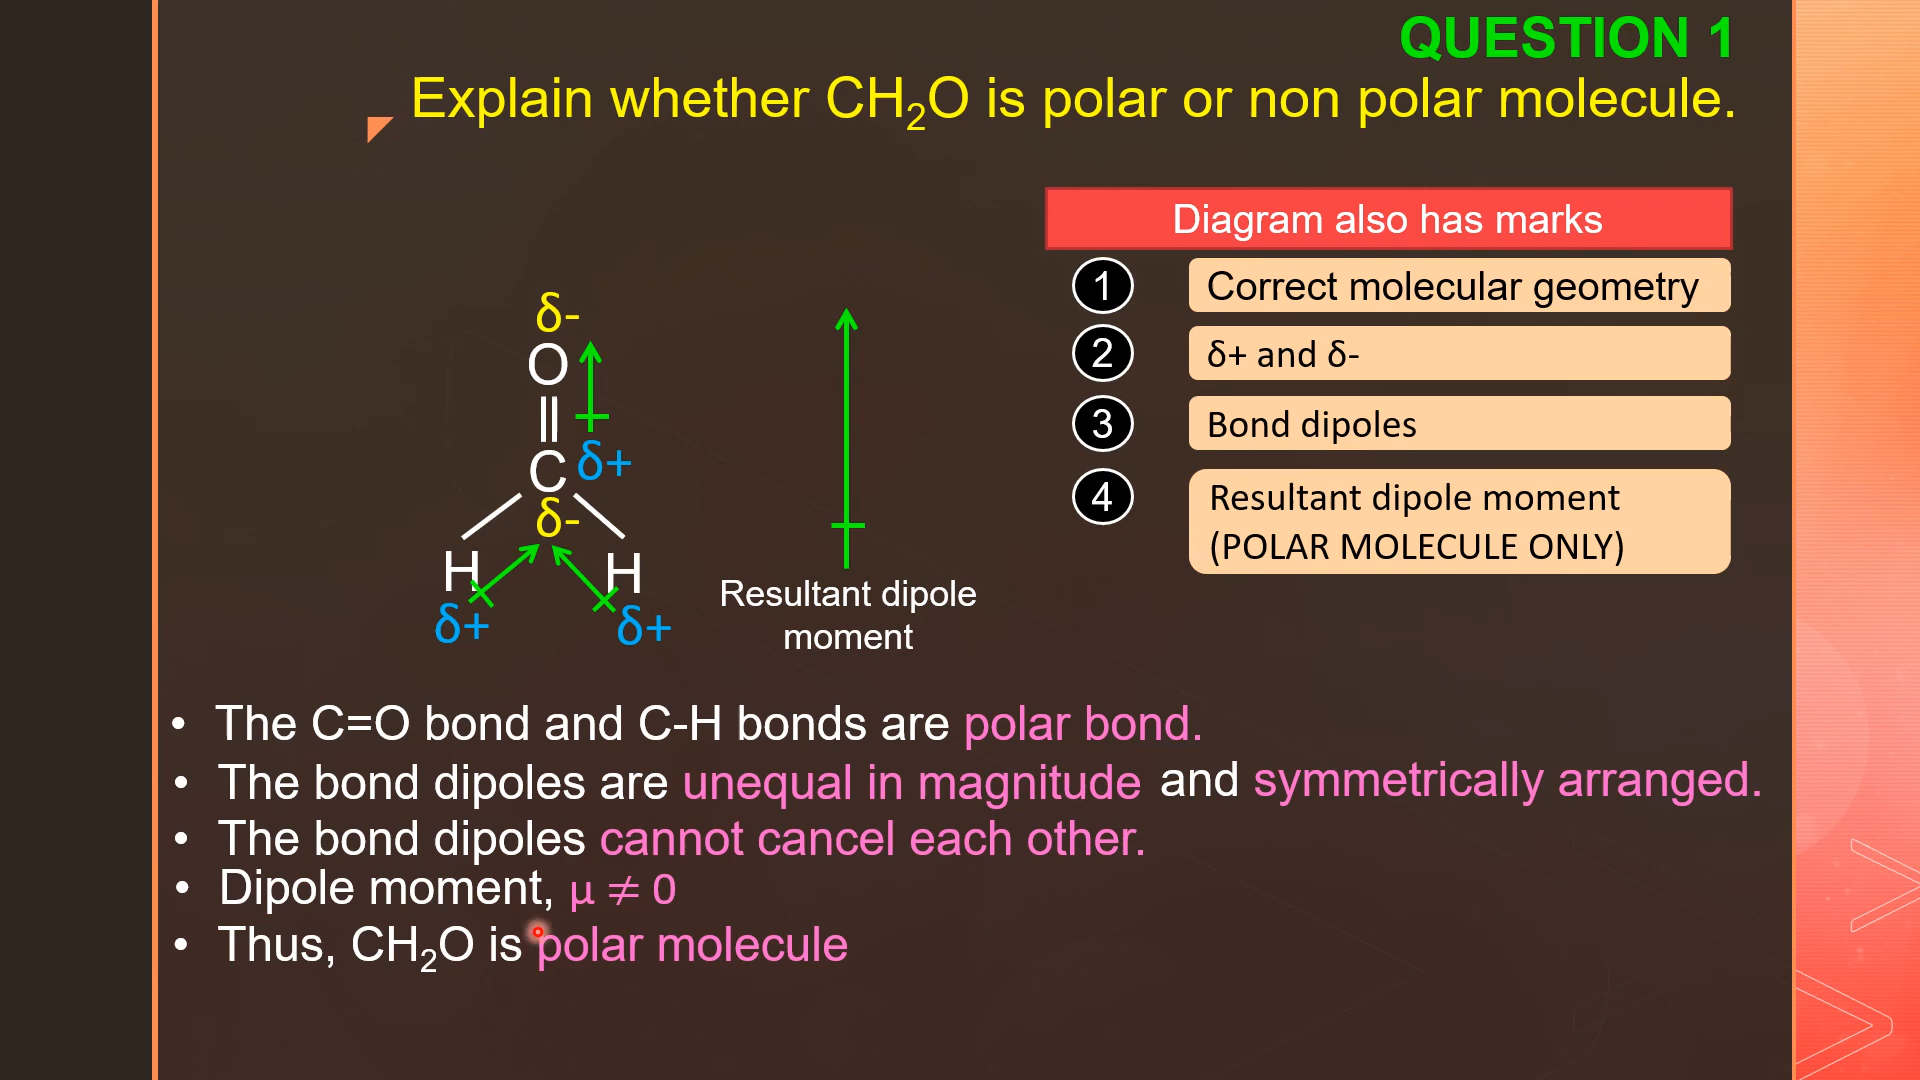 QUESTION 1
Explain whether CH₂O is polar or non polar molecule.
Diagram also has marks
1 Correct molecular geometry
2 δ+ and δ-
3 Bond dipoles
4 Resultant dipole moment
(POLAR MOLECULE ONLY)
δ-
O
C δ+
δ-
H H
δ+ δ+
Resultant dipole
moment
• The C=O bond and C-H bonds are polar bond.
• The bond dipoles are unequal in magnitude and symmetrically arranged.
• The bond dipoles cannot cancel each other.
• Dipole moment, μ ≠ 0
• Thus, CH₂O is polar molecule